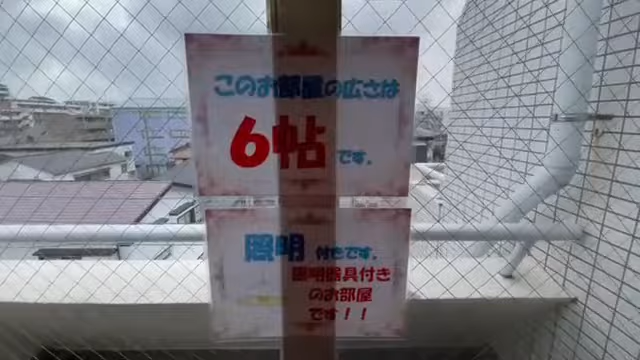 このお部屋の広さは
6帖 です。
照明 付きです。
照明器具付き
のお部屋
です！！